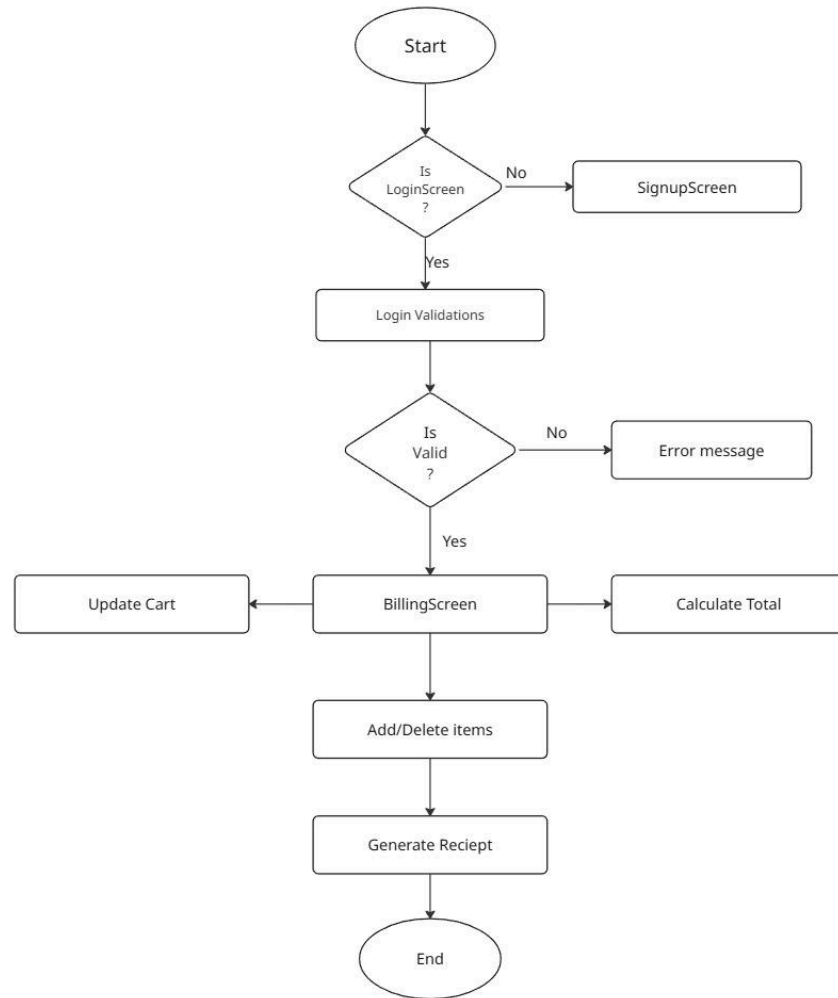 Start
Is
LoginScreen
?
No
SignupScreen
Yes
Login Validations
Is
Valid
?
No
Error message
Yes
Update Cart
BillingScreen
Calculate Total
Add/Delete items
Generate Reciept
End